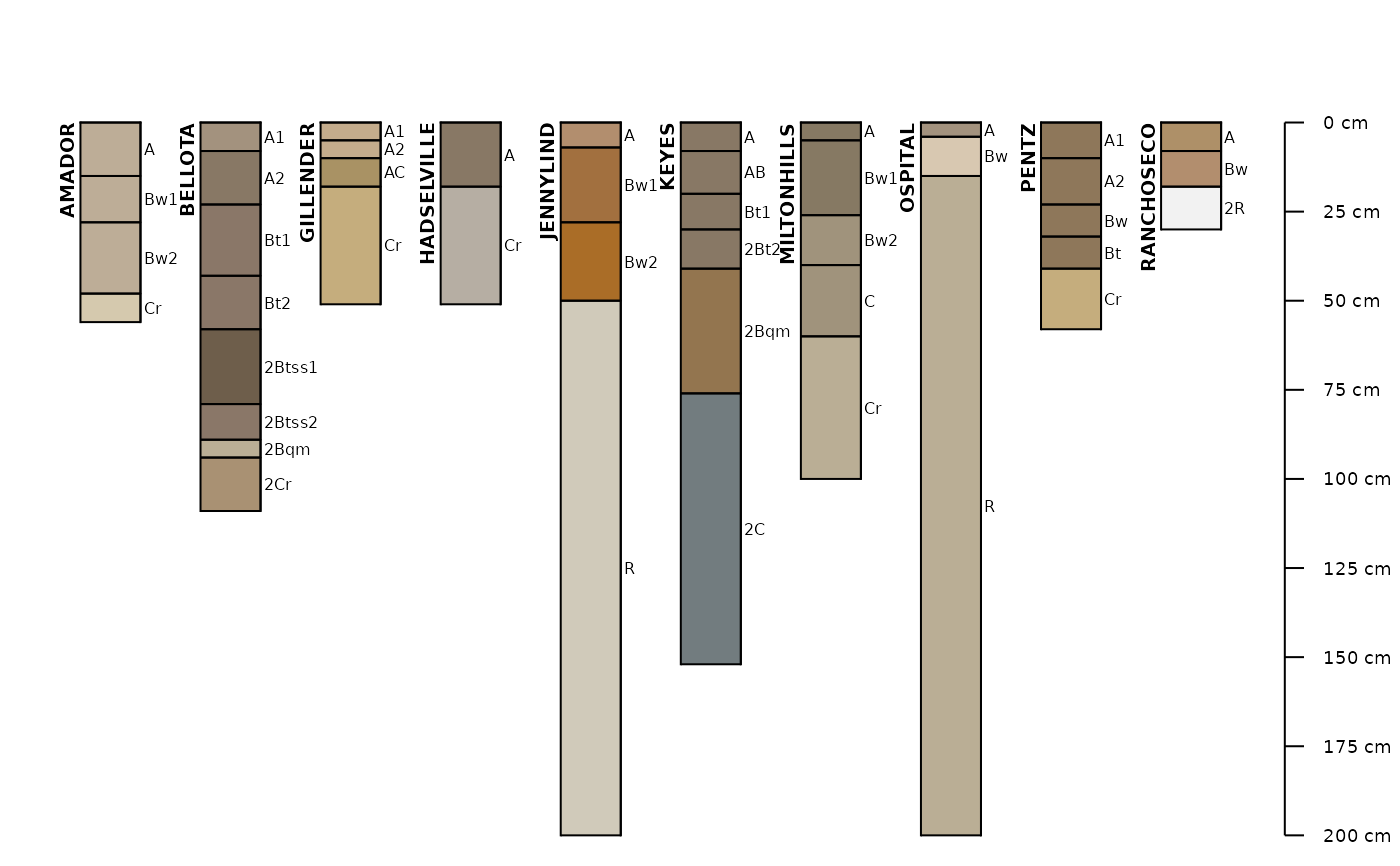 AMADOR
A
Bw1
Bw2
Cr
BELLOTA
A1
A2
Bt1
Bt2
2Btss1
2Btss2
2Bqm
2Cr
GILLENDER
A1
A2
AC
Cr
HADSELVILLE
A
Cr
JENNYLIND
A
Bw1
Bw2
R
KEYES
A
AB
Bt1
2Bt2
2Bqm
2C
MILTONHILLS
A
Bw1
Bw2
C
Cr
OSPITAL
A
Bw
R
PENTZ
A1
A2
Bw
Bt
Cr
RANCHOSECO
A
Bw
2R
0 cm
25 cm
50 cm
75 cm
100 cm
125 cm
150 cm
175 cm
200 cm